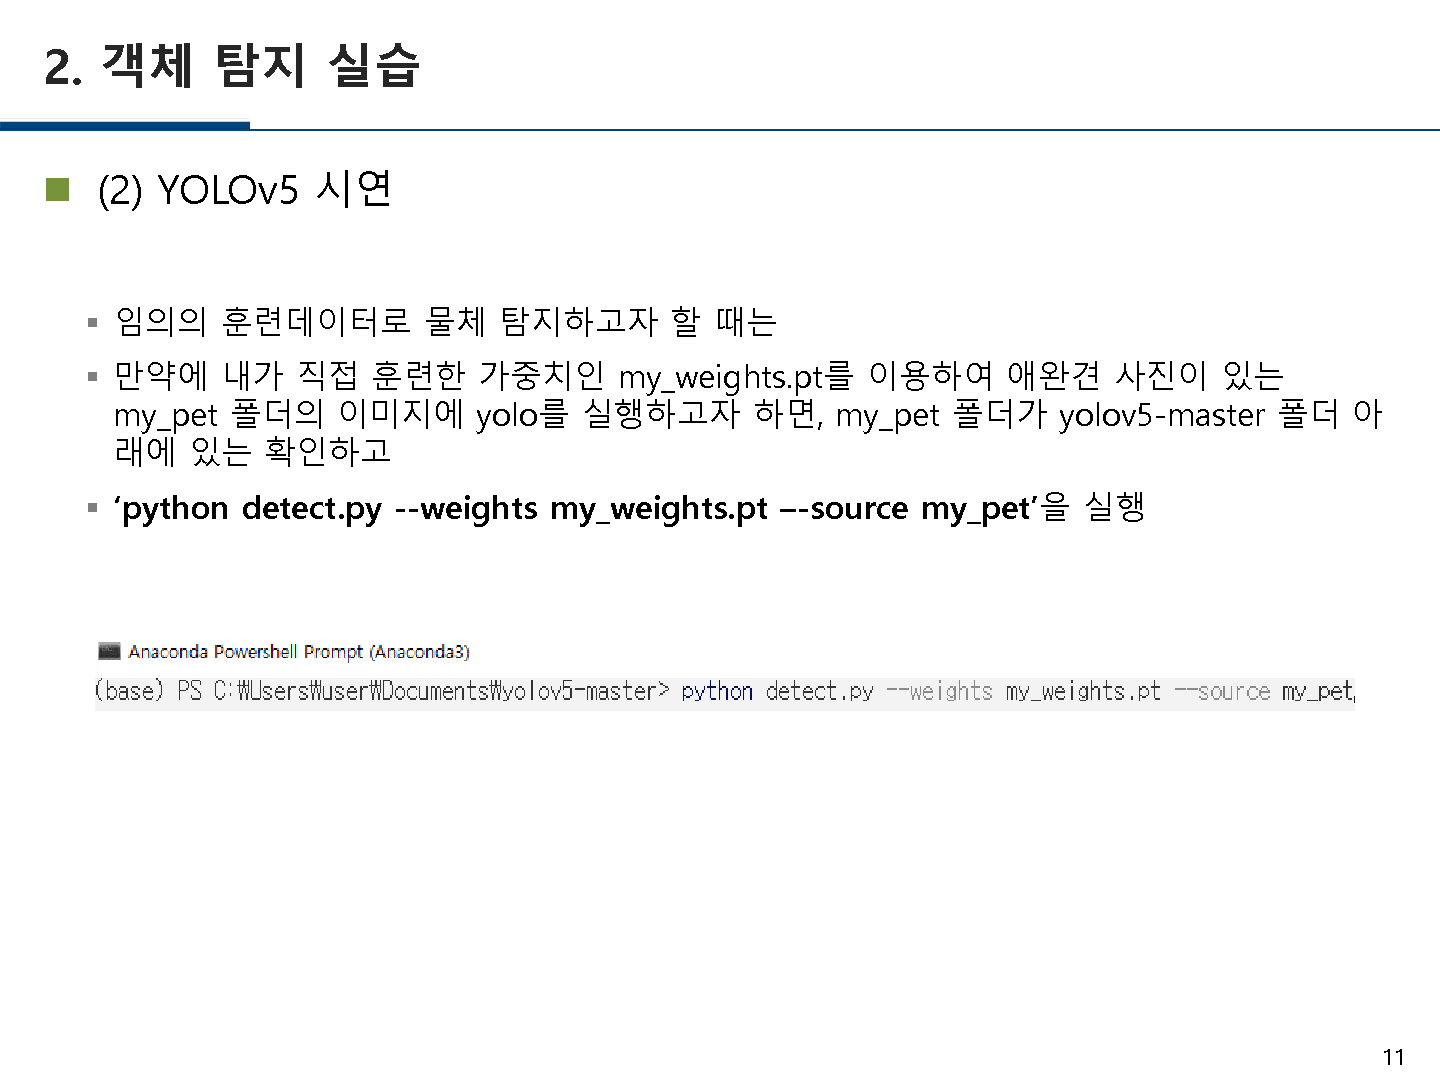 2. 객체 탐지 실습
(2) YOLOv5 시연
임의의 훈련데이터로 물체 탐지하고자 할 때는
만약에 내가 직접 훈련한 가중치인 my_weights.pt를 이용하여 애완견 사진이 있는
my_pet 폴더의 이미지에 yolo를 실행하고자 하면, my_pet 폴더가 yolov5-master 폴더 아
래에 있는 확인하고
‘python detect.py --weights my_weights.pt –-source my_pet’을 실행
Anaconda Powershell Prompt (Anaconda3)
(base) PS C:₩Users₩user₩Documents₩yolov5-master> python detect.py --weights my_weights.pt --source my_pet
11